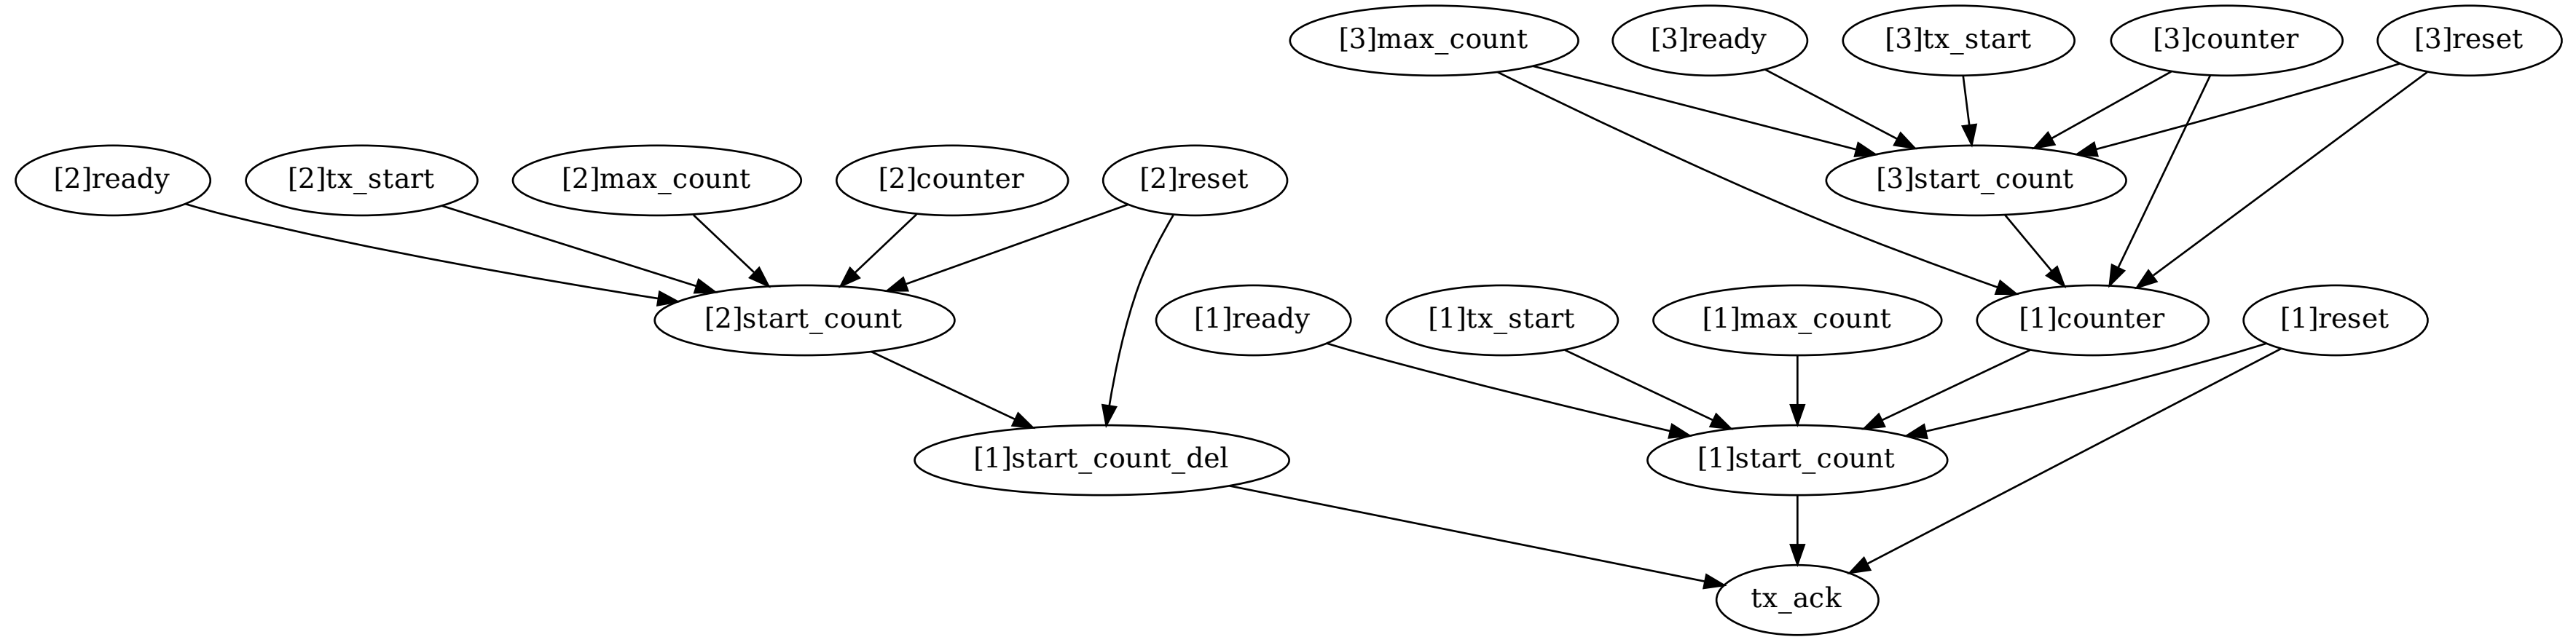 [3]max_count
[3]ready
[3]tx_start
[3]counter
[3]reset
[2]ready
[2]tx_start
[2]max_count
[2]counter
[2]reset
[3]start_count
[2]start_count
[1]ready
[1]tx_start
[1]max_count
[1]counter
[1]reset
[1]start_count_del
[1]start_count
tx_ack